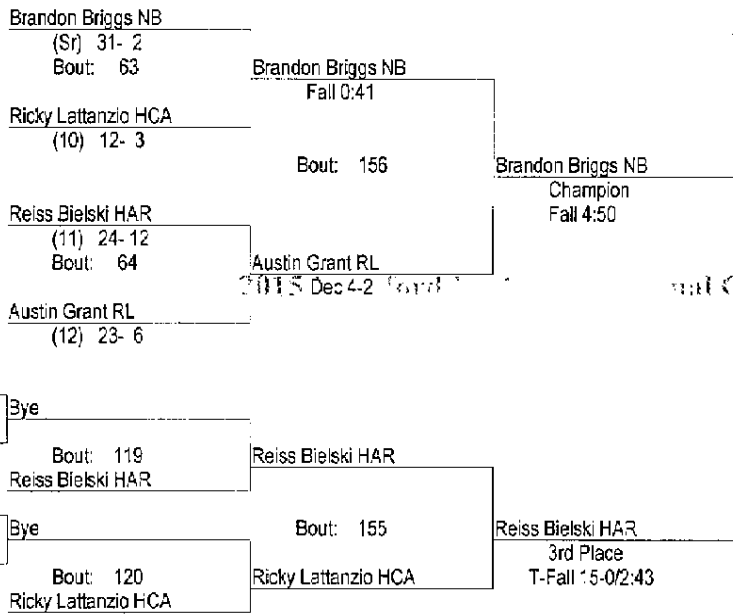 Brandon Briggs NB
(Sr) 31- 2
Bout: 63
Brandon Briggs NB
Fall 0:41
Ricky Lattanzio HCA
(10) 12- 3
Bout: 156
Brandon Briggs NB
Champion
Fall 4:50
Reiss Bielski HAR
(11) 24- 12
Bout: 64
Austin Grant RL
2015 Dec 4-2
Austin Grant RL
(12) 23- 6
Bye
Bout: 119
Reiss Bielski HAR
Reiss Bielski HAR
Bye
Bout: 155
Reiss Bielski HAR
3rd Place
T-Fall 15-0/2:43
Bout: 120
Ricky Lattanzio HCA
Ricky Lattanzio HCA